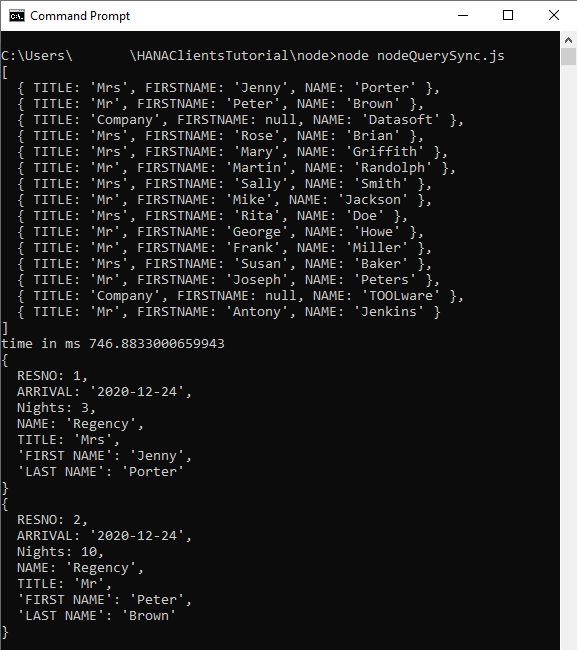 Command Prompt
C:\Users\        \HANAClientsTutorial\node>node nodeQuerySync.js
[
  { TITLE: 'Mrs', FIRSTNAME: 'Jenny', NAME: 'Porter' },
  { TITLE: 'Mr', FIRSTNAME: 'Peter', NAME: 'Brown' },
  { TITLE: 'Company', FIRSTNAME: null, NAME: 'Datasoft' },
  { TITLE: 'Mrs', FIRSTNAME: 'Rose', NAME: 'Brian' },
  { TITLE: 'Mrs', FIRSTNAME: 'Mary', NAME: 'Griffith' },
  { TITLE: 'Mr', FIRSTNAME: 'Martin', NAME: 'Randolph' },
  { TITLE: 'Mrs', FIRSTNAME: 'Sally', NAME: 'Smith' },
  { TITLE: 'Mr', FIRSTNAME: 'Mike', NAME: 'Jackson' },
  { TITLE: 'Mrs', FIRSTNAME: 'Rita', NAME: 'Doe' },
  { TITLE: 'Mr', FIRSTNAME: 'George', NAME: 'Howe' },
  { TITLE: 'Mr', FIRSTNAME: 'Frank', NAME: 'Miller' },
  { TITLE: 'Mrs', FIRSTNAME: 'Susan', NAME: 'Baker' },
  { TITLE: 'Mr', FIRSTNAME: 'Joseph', NAME: 'Peters' },
  { TITLE: 'Company', FIRSTNAME: null, NAME: 'TOOLware' },
  { TITLE: 'Mr', FIRSTNAME: 'Antony', NAME: 'Jenkins' }
]
time in ms 746.8833000659943
{
  RESNO: 1,
  ARRIVAL: '2020-12-24',
  Nights: 3,
  NAME: 'Regency',
  TITLE: 'Mrs',
  'FIRST NAME': 'Jenny',
  'LAST NAME': 'Porter'
}
{
  RESNO: 2,
  ARRIVAL: '2020-12-24',
  Nights: 10,
  NAME: 'Regency',
  TITLE: 'Mr',
  'FIRST NAME': 'Peter',
  'LAST NAME': 'Brown'
}